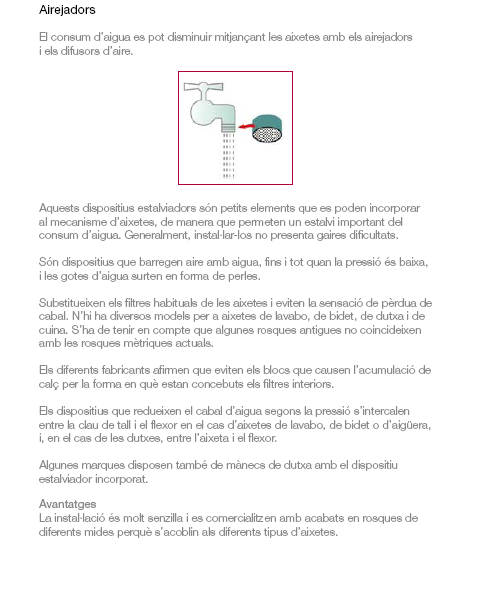 Airejadors
El consum d'aigua es pot disminuir mitjançant les aixetes amb els airejadors
i els difusors d'aire.
Aquests dispositius estalviadors són petits elements que es poden incorporar
al mecanisme d'aixetes, de manera que permeten un estalvi important del
consum d'aigua. Generalment, instal·lar-los no presenta gaires dificultats.
Són dispositius que barregen aire amb aigua, fins i tot quan la pressió és baixa,
i les gotes d'aigua surten en forma de perles.
Substitueixen els filtres habituals de les aixetes i eviten la sensació de pèrdua de
cabal. N'hi ha diversos models per a aixetes de lavabo, de bidet, de dutxa i de
cuina. S'ha de tenir en compte que algunes rosques antigues no coincideixen
amb les rosques mètriques actuals.
Els diferents fabricants afirmen que eviten els blocs que causen l'acumulació de
calç per la forma en què estan concebuts els filtres interiors.
Els dispositius que redueixen el cabal d'aigua segons la pressió s'intercalen
entre la clau de tall i el flexor en el cas d'aixetes de lavabo, de bidet o d'aigüera,
i, en el cas de les dutxes, entre l'aixeta i el flexor.
Algunes marques disposen també de mànecs de dutxa amb el dispositiu
estalviador incorporat.
Avantatges
La instal·lació és molt senzilla i es comercialitzen amb acabats en rosques de
diferents mides perquè s'acoblin als diferents tipus d'aixetes.